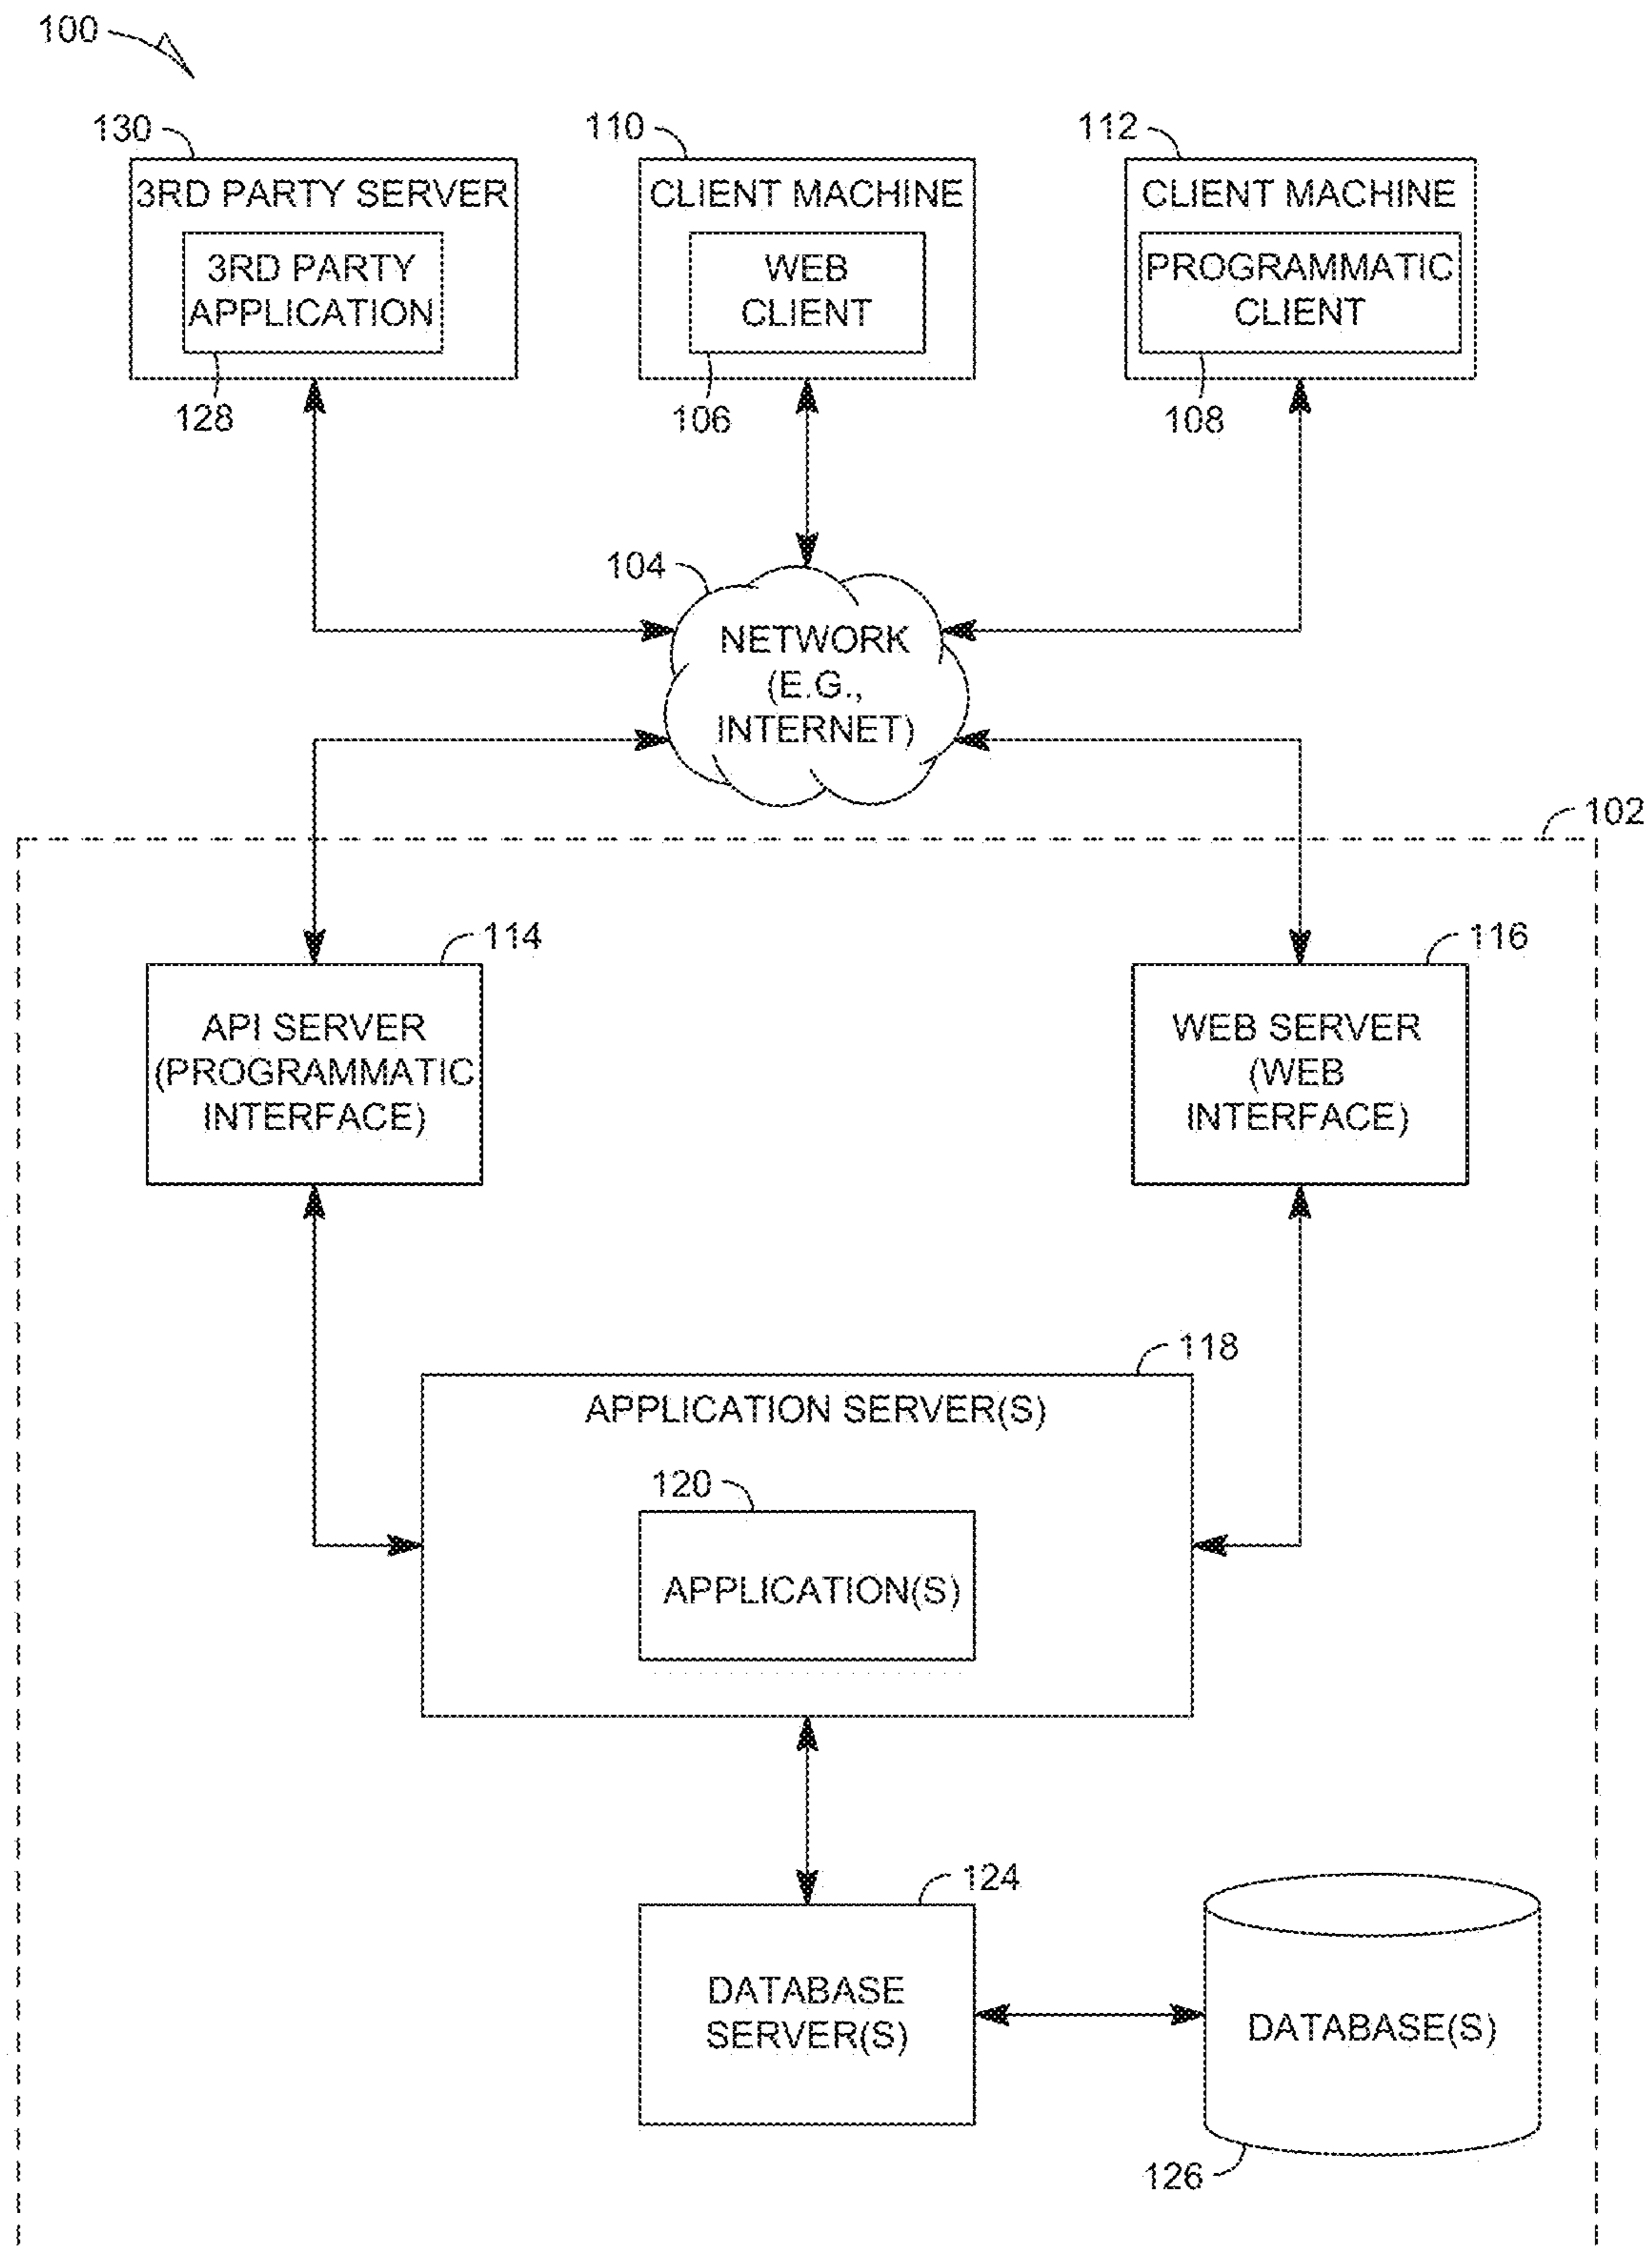 100
130
110
112
3RD PARTY SERVER
CLIENT MACHINE
CLIENT MACHINE
3RD PARTY
APPLICATION
WEB
CLIENT
PROGRAMMATIC
CLIENT
128
106
108
104
NETWORK
(E.G.,
INTERNET)
102
114
116
API SERVER
(PROGRAMMATIC
INTERFACE)
WEB SERVER
(WEB
INTERFACE)
118
APPLICATION SERVER(S)
120
APPLICATION(S)
124
DATABASE
SERVER(S)
DATABASE(S)
126